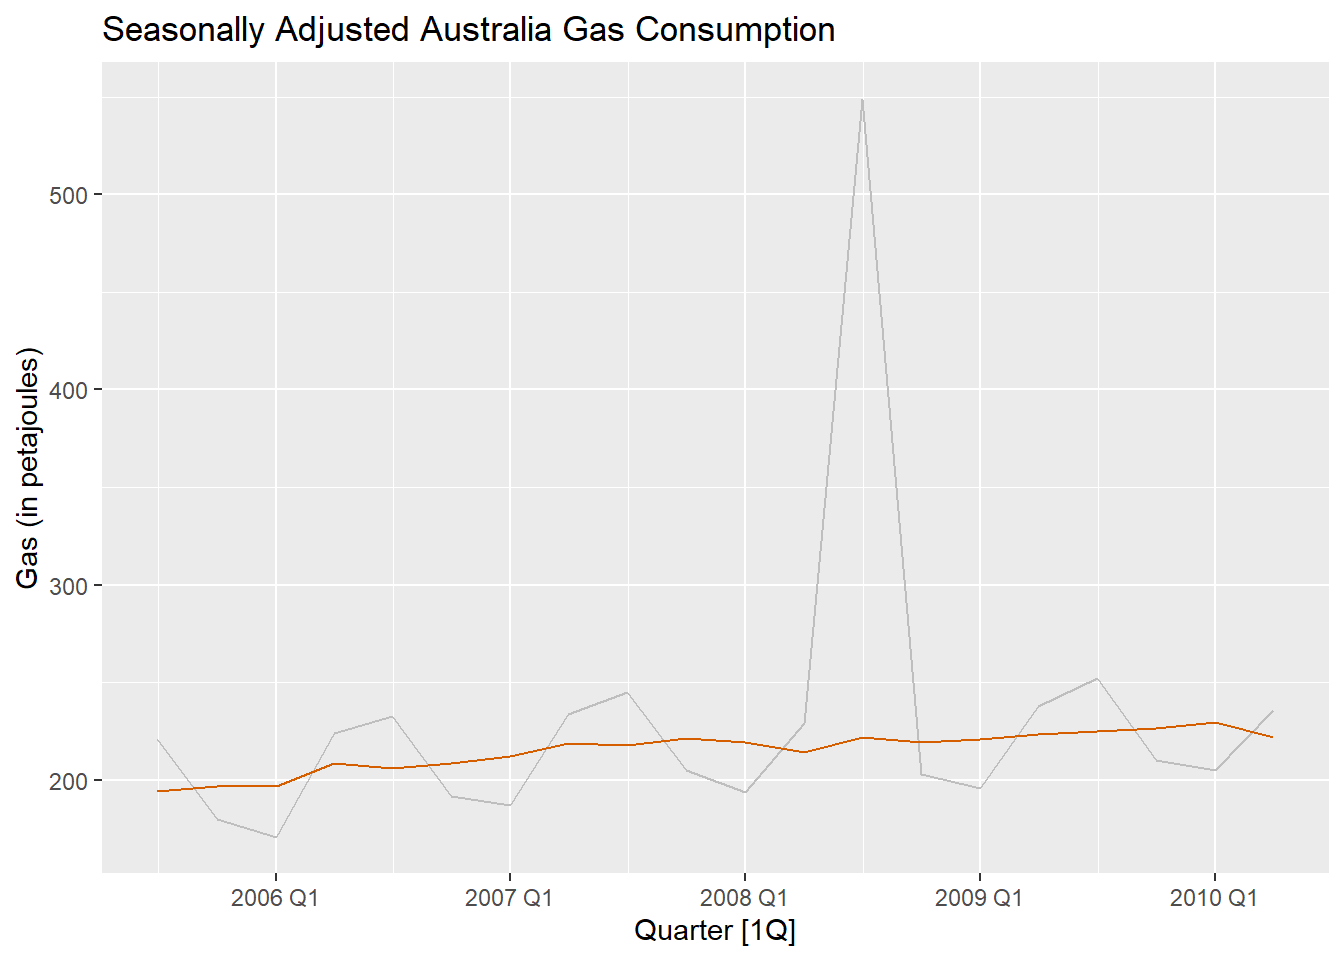 Seasonally Adjusted Australia Gas Consumption
500
400
300
200
Gas (in petajoules)
2006 Q1 2007 Q1 2008 Q1 2009 Q1 2010 Q1
Quarter [1Q]